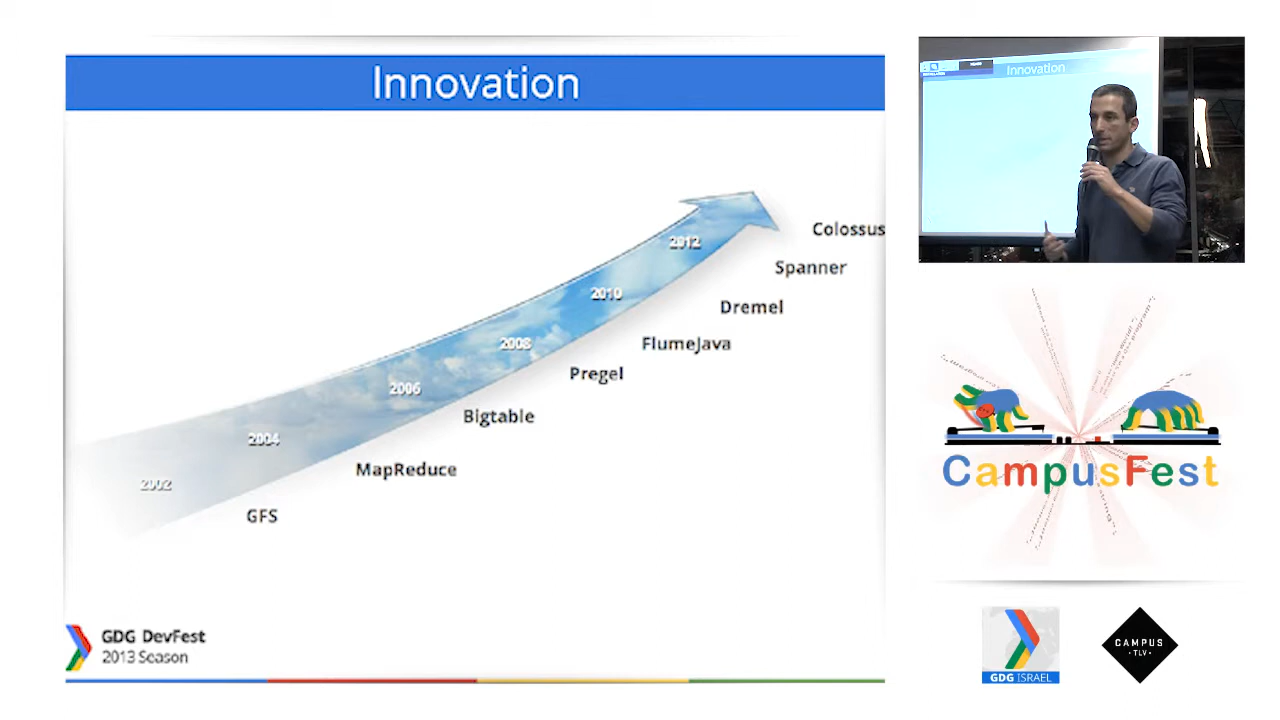 Innovation
2002
2004
2006
2008
2010
2012
GFS
MapReduce
Bigtable
Pregel
FlumeJava
Dremel
Spanner
Colossus
GDG DevFest
2013 Season
Innovation
CampusFest
GDG ISRAEL
CAMPUS
·TLV·